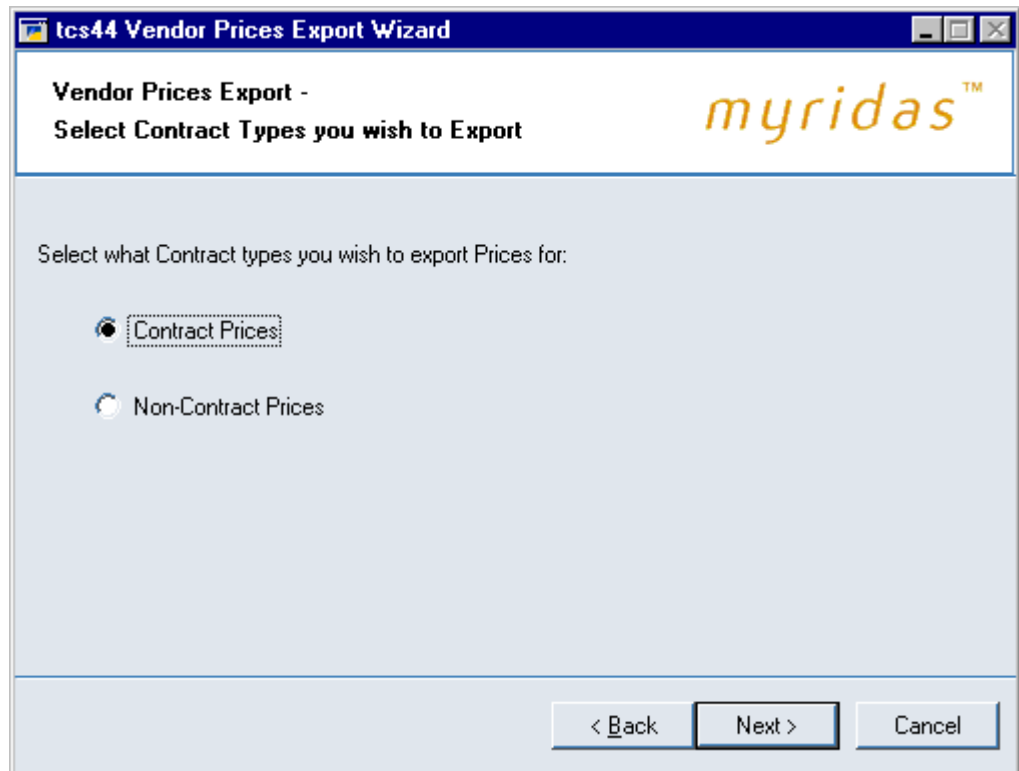 tcs44 Vendor Prices Export Wizard
Vendor Prices Export -
Select Contract Types you wish to Export
myridas™
Select what Contract types you wish to export Prices for:
Contract Prices
Non-Contract Prices
< Back Next > Cancel